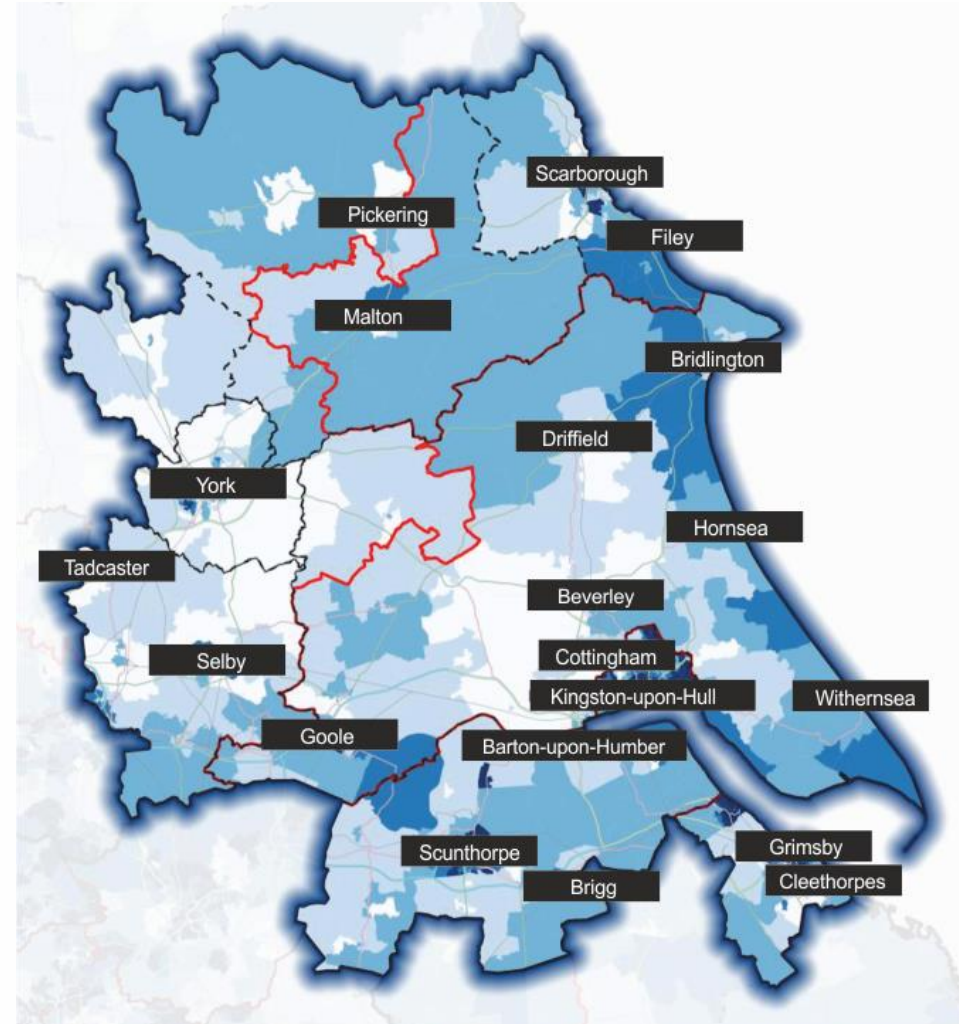 Scarborough
Pickering
Filey
Malton
Bridlington
Driffield
York
Hornsea
Tadcaster
Beverley
Cottingham
Selby
Kingston-upon-Hull
Withernsea
Goole
Barton-upon-Humber
Grimsby
Scunthorpe
Cleethorpes
Brigg